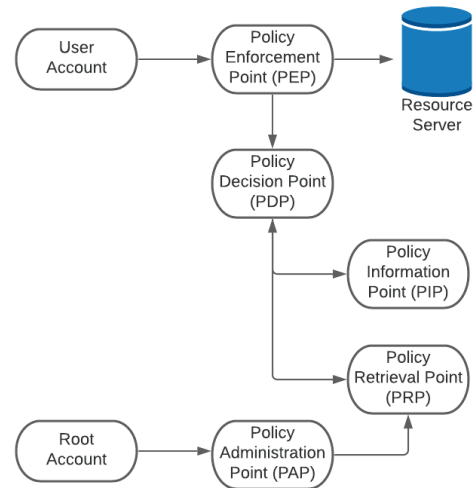 User
Account
Policy
Enforcement
Point (PEP)
Resource
Server
Policy
Decision Point
(PDP)
Policy
Information
Point (PIP)
Policy
Retrieval Point
(PRP)
Root
Account
Policy
Administration
Point (PAP)